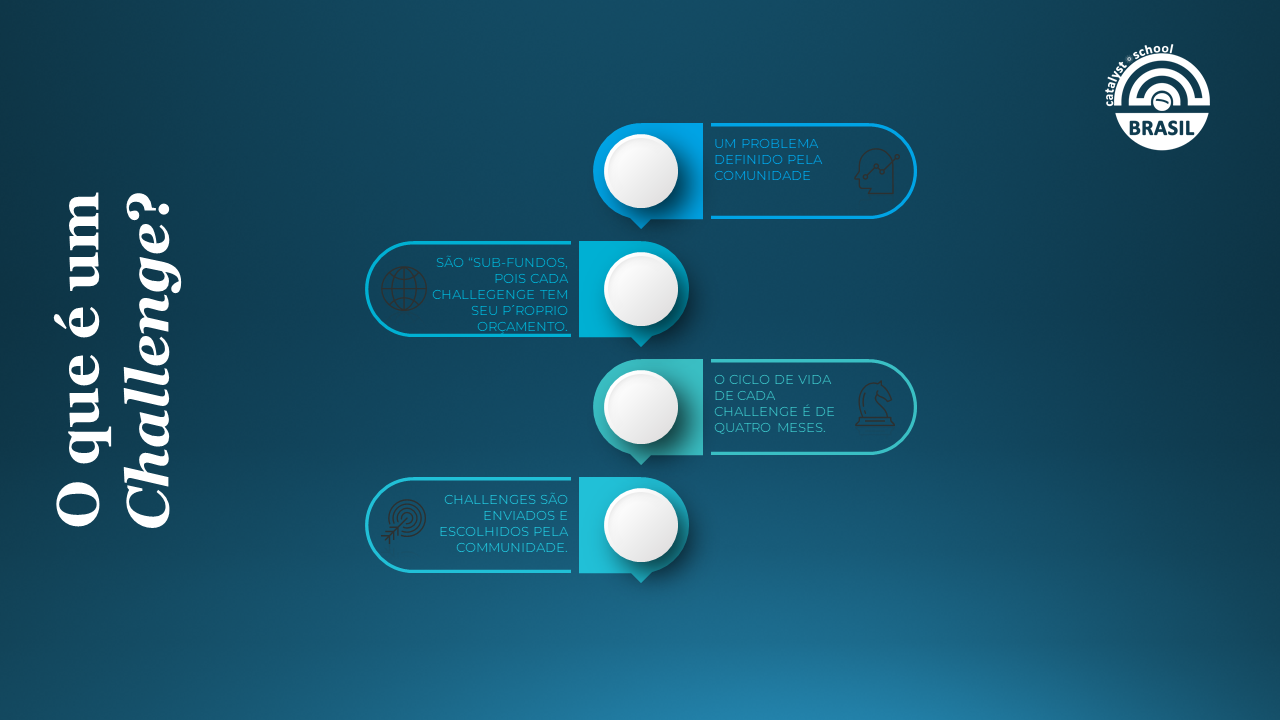 O que é um
Challenge?
catalyst school
BRASIL
UM PROBLEMA
DEFINIDO PELA
COMUNIDADE
SÃO “SUB-FUNDOS,
POIS CADA
CHALLEGENGE TEM
SEU P´ROPRIO
ORÇAMENTO.
O CICLO DE VIDA
DE CADA
CHALLENGE É DE
QUATRO MESES.
CHALLENGES SÃO
ENVIADOS E
ESCOLHIDOS PELA
COMMUNIDADE.